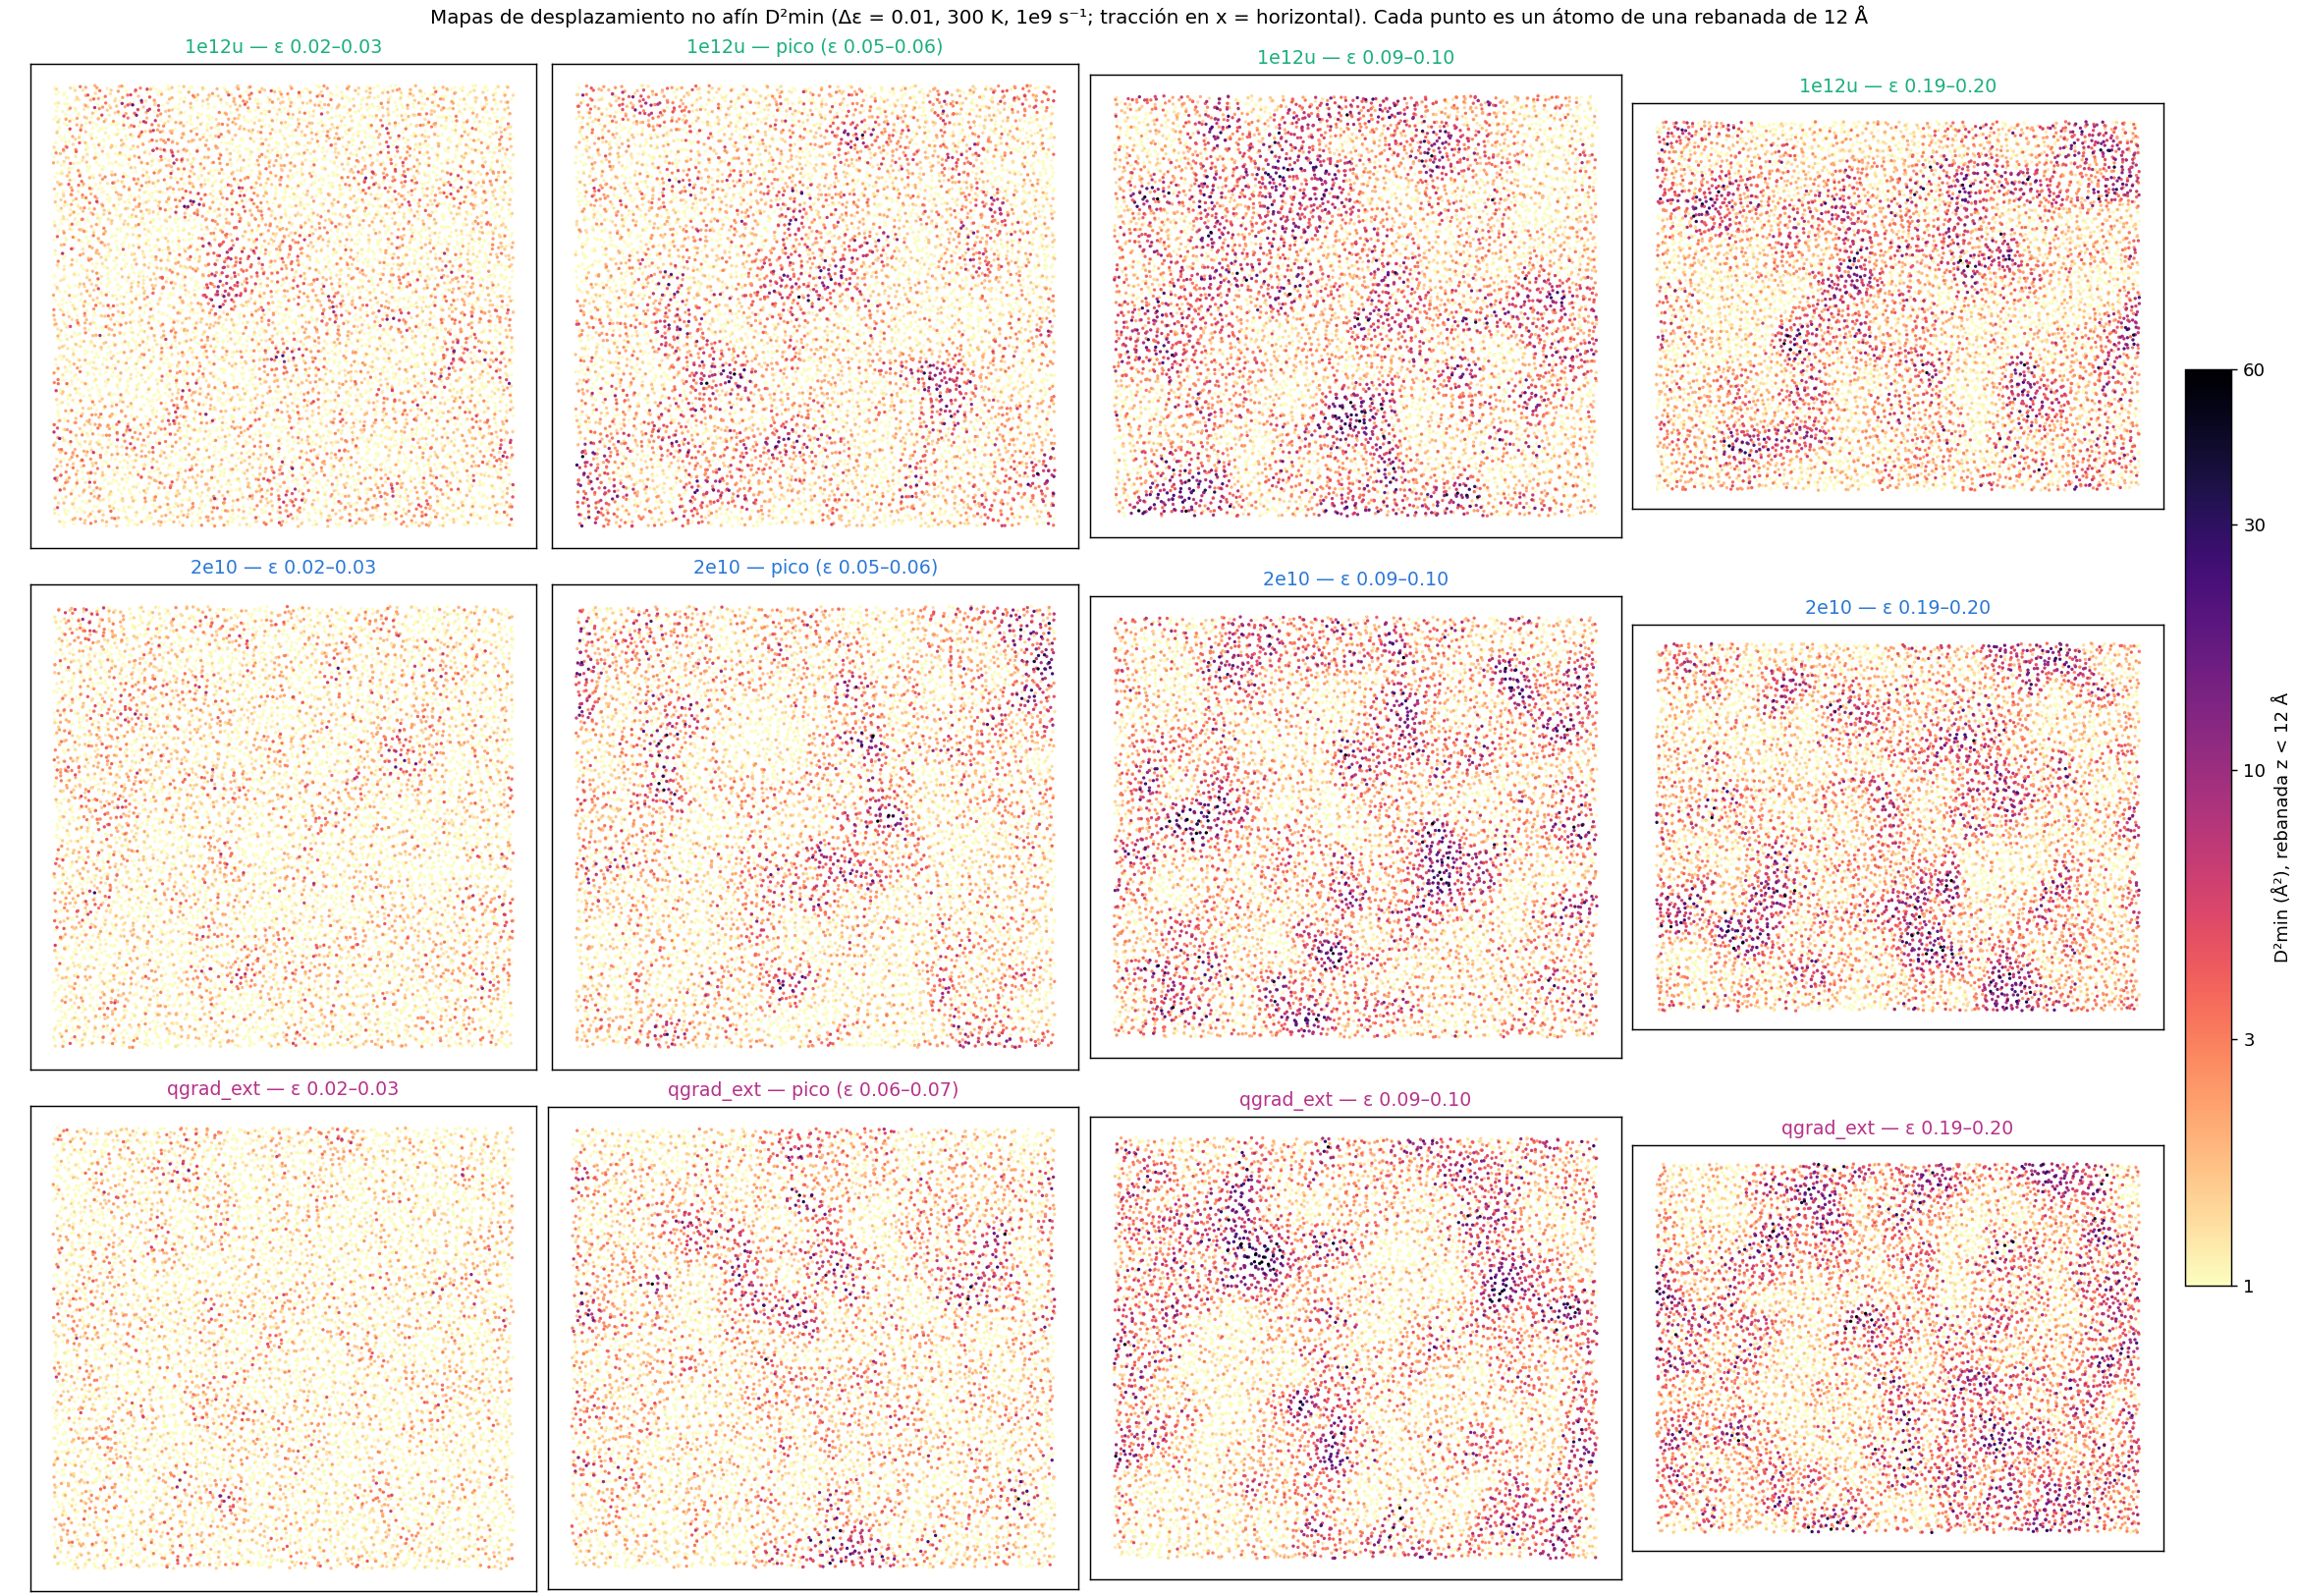 Mapas de desplazamiento no afín D²min (Δε = 0.01, 300 K, 1e9 s⁻¹; tracción en x = horizontal). Cada punto es un átomo de una rebanada de 12 Å
1e12u — ε 0.02–0.03
1e12u — pico (ε 0.05–0.06)
1e12u — ε 0.09–0.10
1e12u — ε 0.19–0.20
2e10 — ε 0.02–0.03
2e10 — pico (ε 0.05–0.06)
2e10 — ε 0.09–0.10
2e10 — ε 0.19–0.20
qgrad_ext — ε 0.02–0.03
qgrad_ext — pico (ε 0.06–0.07)
qgrad_ext — ε 0.09–0.10
qgrad_ext — ε 0.19–0.20
60
30
10
3
1
D²min (Å²), rebanada z < 12 Å